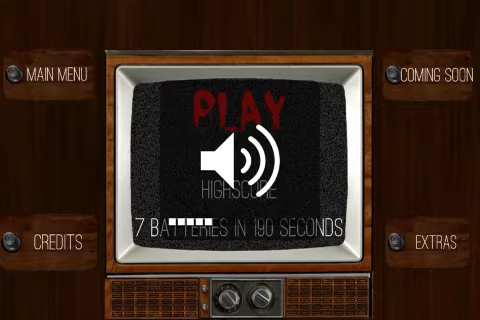 MAIN MENU
COMING SOON
PLAY
HIGHSCORE
7 BATTERIES IN 190 SECONDS
CREDITS
EXTRAS